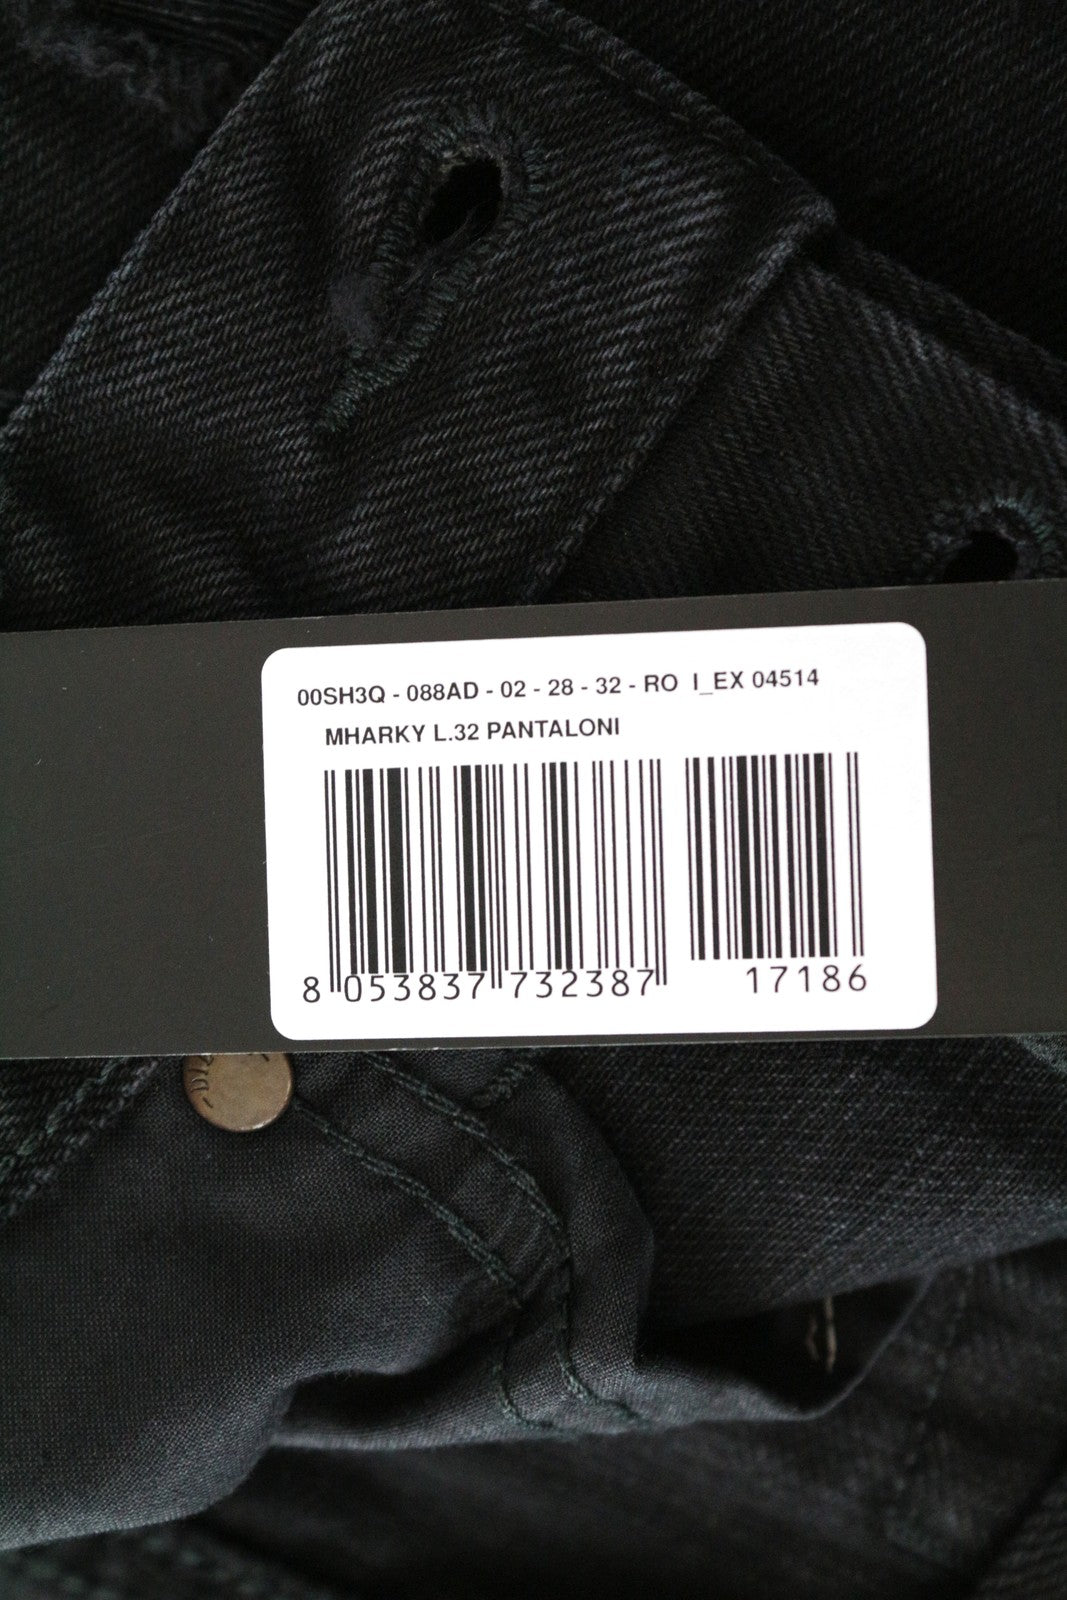 00SH3Q - 088AD - 02 - 28 - 32 - RO I_EX 04514
MHARKY L.32 PANTALONI
8 053837 732387 17186